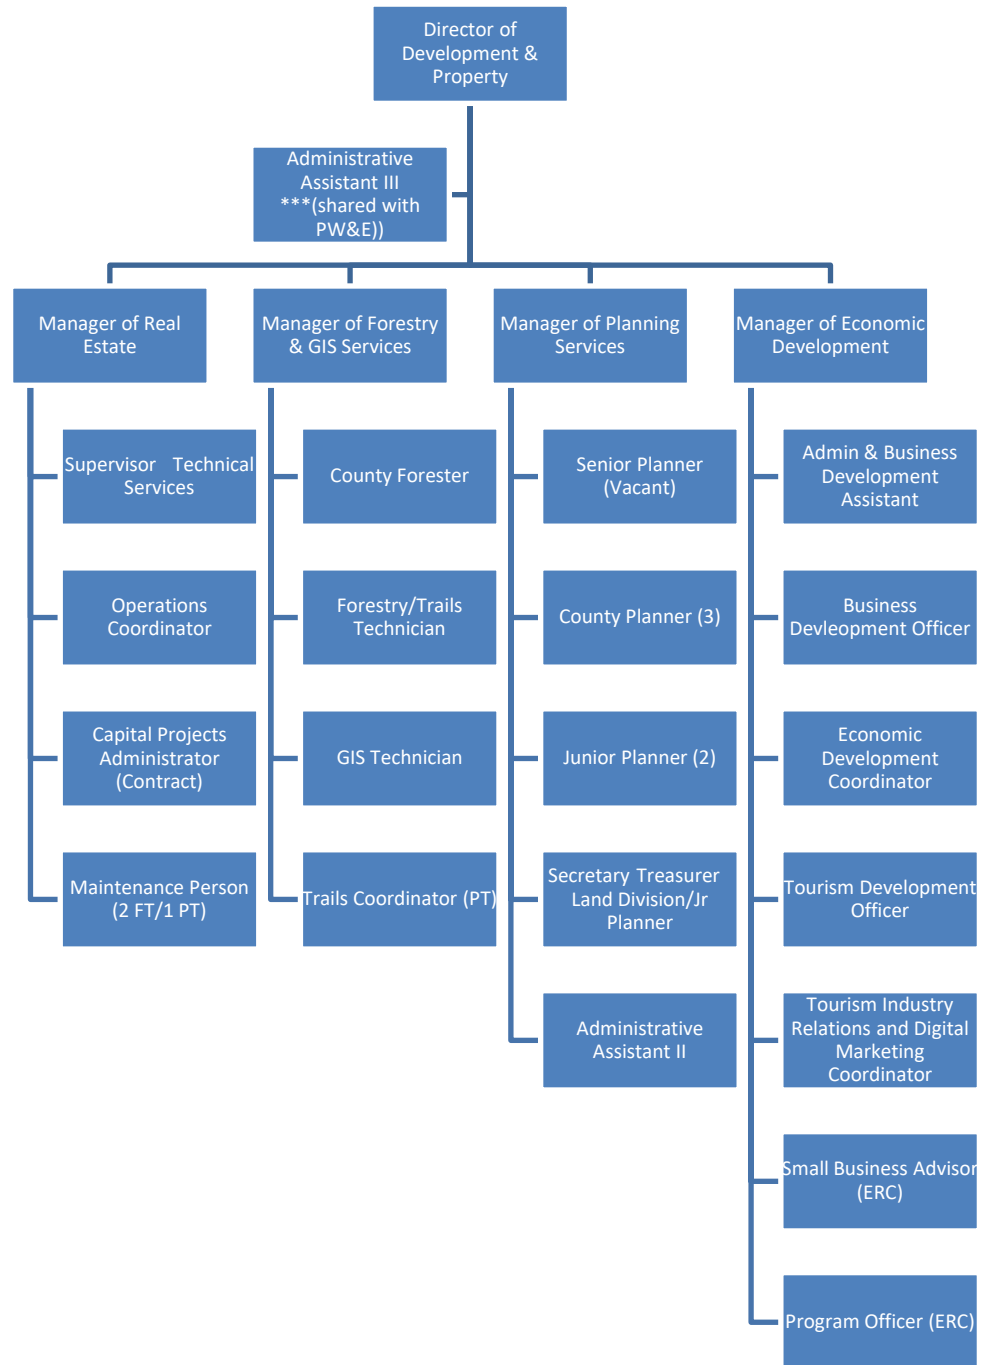 Director of
Development &
Property
Administrative
Assistant III
***(shared with
PW&E))
Manager of Real
Estate
Manager of Forestry
& GIS Services
Manager of Planning
Services
Manager of Economic
Development
Supervisor Technical
Services
Operations
Coordinator
Capital Projects
Administrator
(Contract)
Maintenance Person
(2 FT/1 PT)
County Forester
Forestry/Trails
Technician
GIS Technician
Trails Coordinator (PT)
Senior Planner
(Vacant)
County Planner (3)
Junior Planner (2)
Secretary Treasurer
Land Division/Jr
Planner
Administrative
Assistant II
Admin & Business
Development
Assistant
Business
Devleopment Officer
Economic
Development
Coordinator
Tourism Development
Officer
Tourism Industry
Relations and Digital
Marketing
Coordinator
Small Business Advisor
(ERC)
Program Officer (ERC)